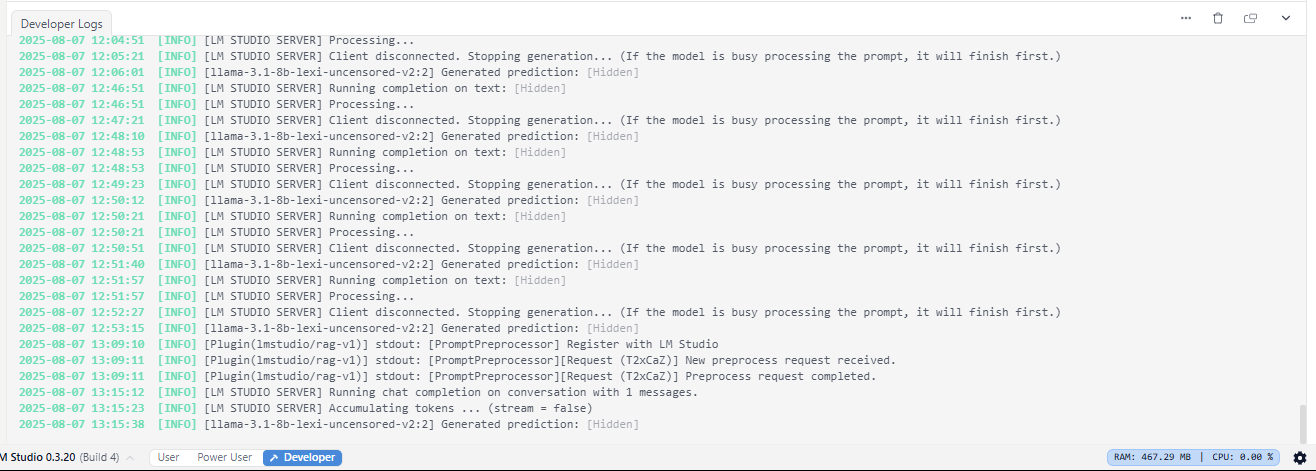 Developer Logs
2025-08-07 12:04:51 [INFO] [LM STUDIO SERVER] Processing...
2025-08-07 12:05:21 [INFO] [LM STUDIO SERVER] Client disconnected. Stopping generation... (If the model is busy processing the prompt, it will finish first.)
2025-08-07 12:06:01 [INFO] [llama-3.1-8b-lexi-uncensored-v2:2] Generated prediction: [Hidden]
2025-08-07 12:46:51 [INFO] [LM STUDIO SERVER] Running completion on text: [Hidden]
2025-08-07 12:46:51 [INFO] [LM STUDIO SERVER] Processing...
2025-08-07 12:47:21 [INFO] [LM STUDIO SERVER] Client disconnected. Stopping generation... (If the model is busy processing the prompt, it will finish first.)
2025-08-07 12:48:10 [INFO] [llama-3.1-8b-lexi-uncensored-v2:2] Generated prediction: [Hidden]
2025-08-07 12:48:53 [INFO] [LM STUDIO SERVER] Running completion on text: [Hidden]
2025-08-07 12:48:53 [INFO] [LM STUDIO SERVER] Processing...
2025-08-07 12:49:23 [INFO] [LM STUDIO SERVER] Client disconnected. Stopping generation... (If the model is busy processing the prompt, it will finish first.)
2025-08-07 12:50:12 [INFO] [llama-3.1-8b-lexi-uncensored-v2:2] Generated prediction: [Hidden]
2025-08-07 12:50:21 [INFO] [LM STUDIO SERVER] Running completion on text: [Hidden]
2025-08-07 12:50:21 [INFO] [LM STUDIO SERVER] Processing...
2025-08-07 12:50:51 [INFO] [LM STUDIO SERVER] Client disconnected. Stopping generation... (If the model is busy processing the prompt, it will finish first.)
2025-08-07 12:51:40 [INFO] [llama-3.1-8b-lexi-uncensored-v2:2] Generated prediction: [Hidden]
2025-08-07 12:51:57 [INFO] [LM STUDIO SERVER] Running completion on text: [Hidden]
2025-08-07 12:51:57 [INFO] [LM STUDIO SERVER] Processing...
2025-08-07 12:52:27 [INFO] [LM STUDIO SERVER] Client disconnected. Stopping generation... (If the model is busy processing the prompt, it will finish first.)
2025-08-07 12:53:15 [INFO] [llama-3.1-8b-lexi-uncensored-v2:2] Generated prediction: [Hidden]
2025-08-07 13:09:10 [INFO] [Plugin(lmstudio/rag-v1)] stdout: [PromptPreprocessor] Register with LM Studio
2025-08-07 13:09:11 [INFO] [Plugin(lmstudio/rag-v1)] stdout: [PromptPreprocessor][Request (T2xCaZ)] New preprocess request received.
2025-08-07 13:09:11 [INFO] [Plugin(lmstudio/rag-v1)] stdout: [PromptPreprocessor][Request (T2xCaZ)] Preprocess request completed.
2025-08-07 13:15:12 [INFO] [LM STUDIO SERVER] Running chat completion on conversation with 1 messages.
2025-08-07 13:15:23 [INFO] [LM STUDIO SERVER] Accumulating tokens ... (stream = false)
2025-08-07 13:15:38 [INFO] [llama-3.1-8b-lexi-uncensored-v2:2] Generated prediction: [Hidden]
M Studio 0.3.20 (Build 4) User Power User Developer RAM: 467.29 MB | CPU: 0.00 %